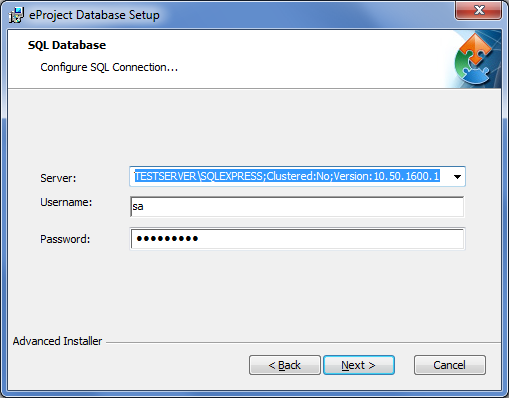 eProject Database Setup
SQL Database
Configure SQL Connection...
Server: TESTSERVER\SQLEXPRESS;Clustered:No;Version:10.50.1600.1
Username: sa
Password: ●●●●●●●●●
Advanced Installer
< Back Next > Cancel